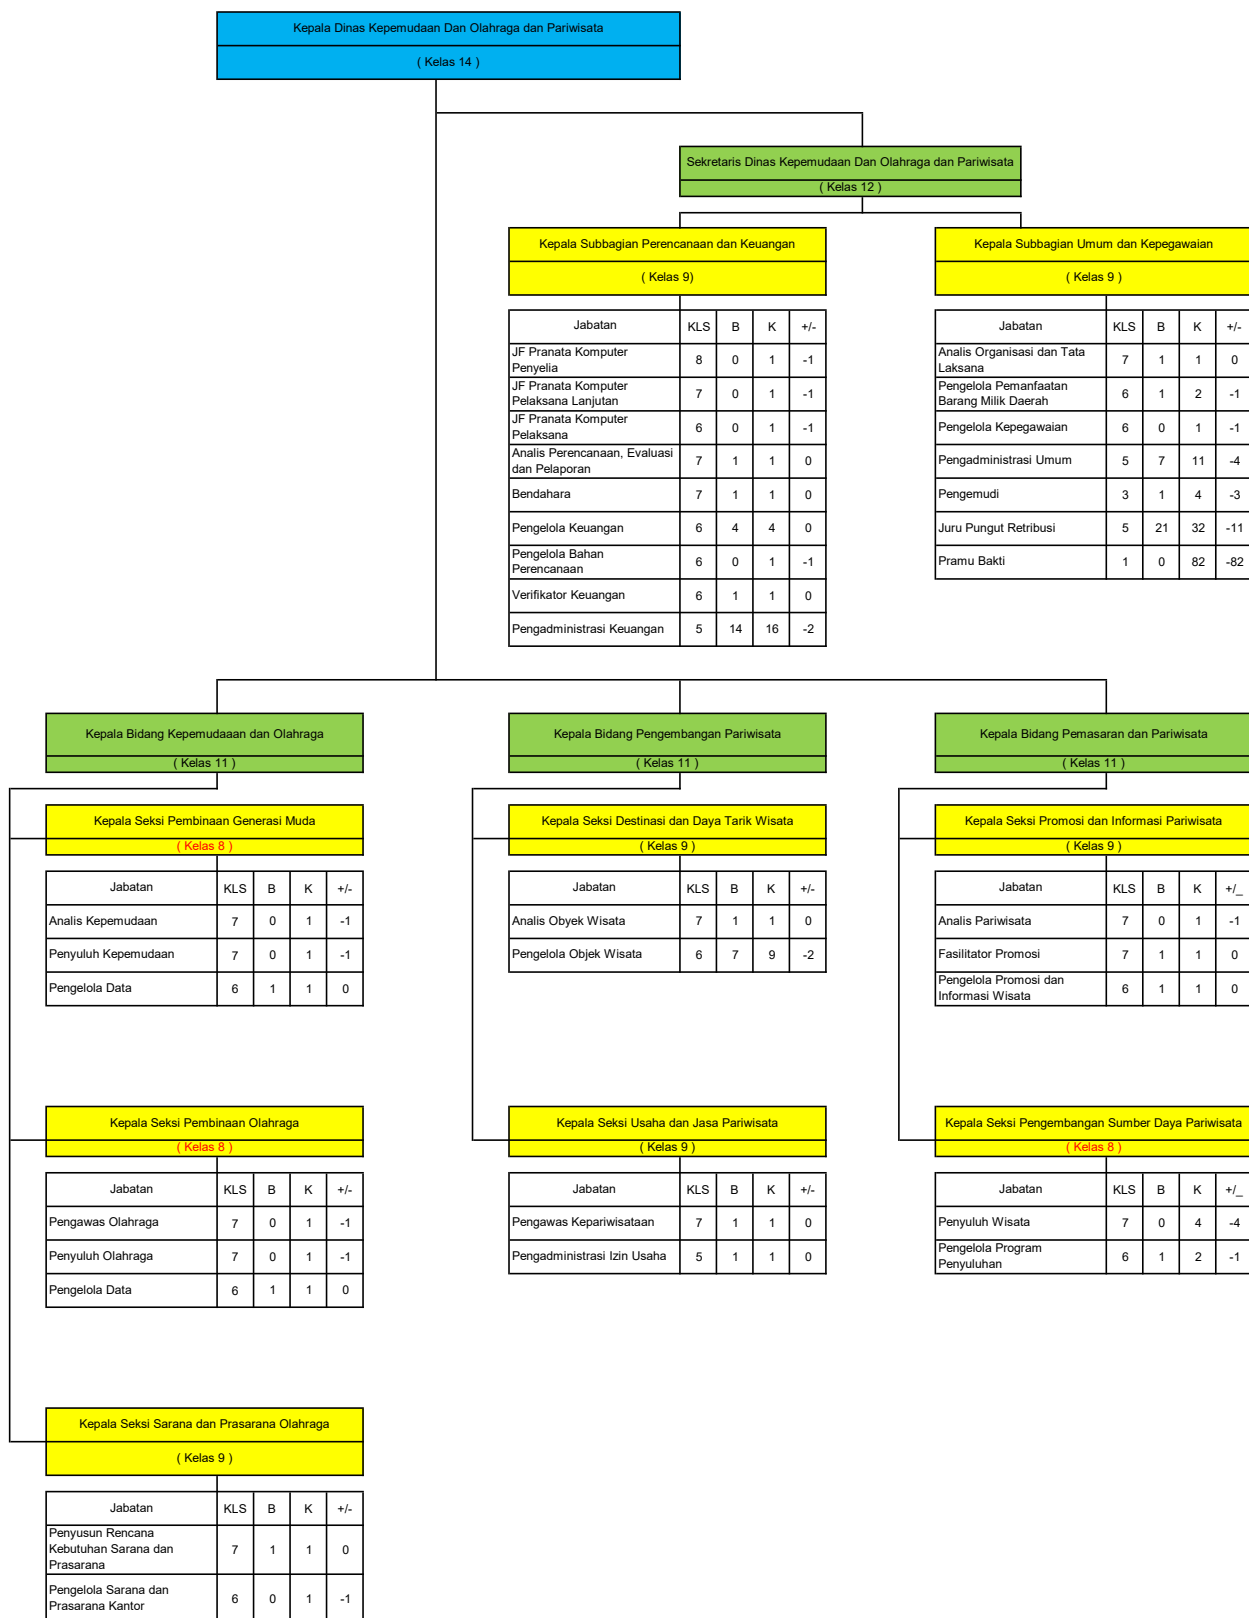 Kepala Dinas Kepemudaan Dan Olahraga dan Pariwisata
( Kelas 14 )
Sekretaris Dinas Kepemudaan Dan Olahraga dan Pariwisata
( Kelas 12 )
Kepala Subbagian Perencanaan dan Keuangan
( Kelas 9)
Jabatan KLS B K +/-
JF Pranata Komputer
Penyelia 8 0 1 -1
JF Pranata Komputer
Pelaksana Lanjutan 7 0 1 -1
JF Pranata Komputer
Pelaksana 6 0 1 -1
Analis Perencanaan, Evaluasi
dan Pelaporan 7 1 1 0
Bendahara 7 1 1 0
Pengelola Keuangan 6 4 4 0
Pengelola Bahan
Perencanaan 6 0 1 -1
Verifikator Keuangan 6 1 1 0
Pengadministrasi Keuangan 5 14 16 -2
Kepala Subbagian Umum dan Kepegawaian
( Kelas 9 )
Jabatan KLS B K +/-
Analis Organisasi dan Tata
Laksana 7 1 1 0
Pengelola Pemanfaatan
Barang Milik Daerah 6 1 2 -1
Pengelola Kepegawaian 6 0 1 -1
Pengadministrasi Umum 5 7 11 -4
Pengemudi 3 1 4 -3
Juru Pungut Retribusi 5 21 32 -11
Pramu Bakti 1 0 82 -82
Kepala Bidang Kepemudaaan dan Olahraga
( Kelas 11 )
Kepala Seksi Pembinaan Generasi Muda
( Kelas 8 )
Jabatan KLS B K +/-
Analis Kepemudaan 7 0 1 -1
Penyuluh Kepemudaan 7 0 1 -1
Pengelola Data 6 1 1 0
Kepala Seksi Pembinaan Olahraga
( Kelas 8 )
Jabatan KLS B K +/-
Pengawas Olahraga 7 0 1 -1
Penyuluh Olahraga 7 0 1 -1
Pengelola Data 6 1 1 0
Kepala Seksi Sarana dan Prasarana Olahraga
( Kelas 9 )
Jabatan KLS B K +/-
Penyusun Rencana
Kebutuhan Sarana dan
Prasarana 7 1 1 0
Pengelola Sarana dan
Prasarana Kantor 6 0 1 -1
Kepala Bidang Pengembangan Pariwisata
( Kelas 11 )
Kepala Seksi Destinasi dan Daya Tarik Wisata
( Kelas 9 )
Jabatan KLS B K +/-
Analis Obyek Wisata 7 1 1 0
Pengelola Objek Wisata 6 7 9 -2
Kepala Seksi Usaha dan Jasa Pariwisata
( Kelas 9 )
Jabatan KLS B K +/-
Pengawas Kepariwisataan 7 1 1 0
Pengadministrasi Izin Usaha 5 1 1 0
Kepala Bidang Pemasaran dan Pariwisata
( Kelas 11 )
Kepala Seksi Promosi dan Informasi Pariwisata
( Kelas 9 )
Jabatan KLS B K +/_
Analis Pariwisata 7 0 1 -1
Fasilitator Promosi 7 1 1 0
Pengelola Promosi dan
Informasi Wisata 6 1 1 0
Kepala Seksi Pengembangan Sumber Daya Pariwisata
( Kelas 8 )
Jabatan KLS B K +/_
Penyuluh Wisata 7 0 4 -4
Pengelola Program
Penyuluhan 6 1 2 -1